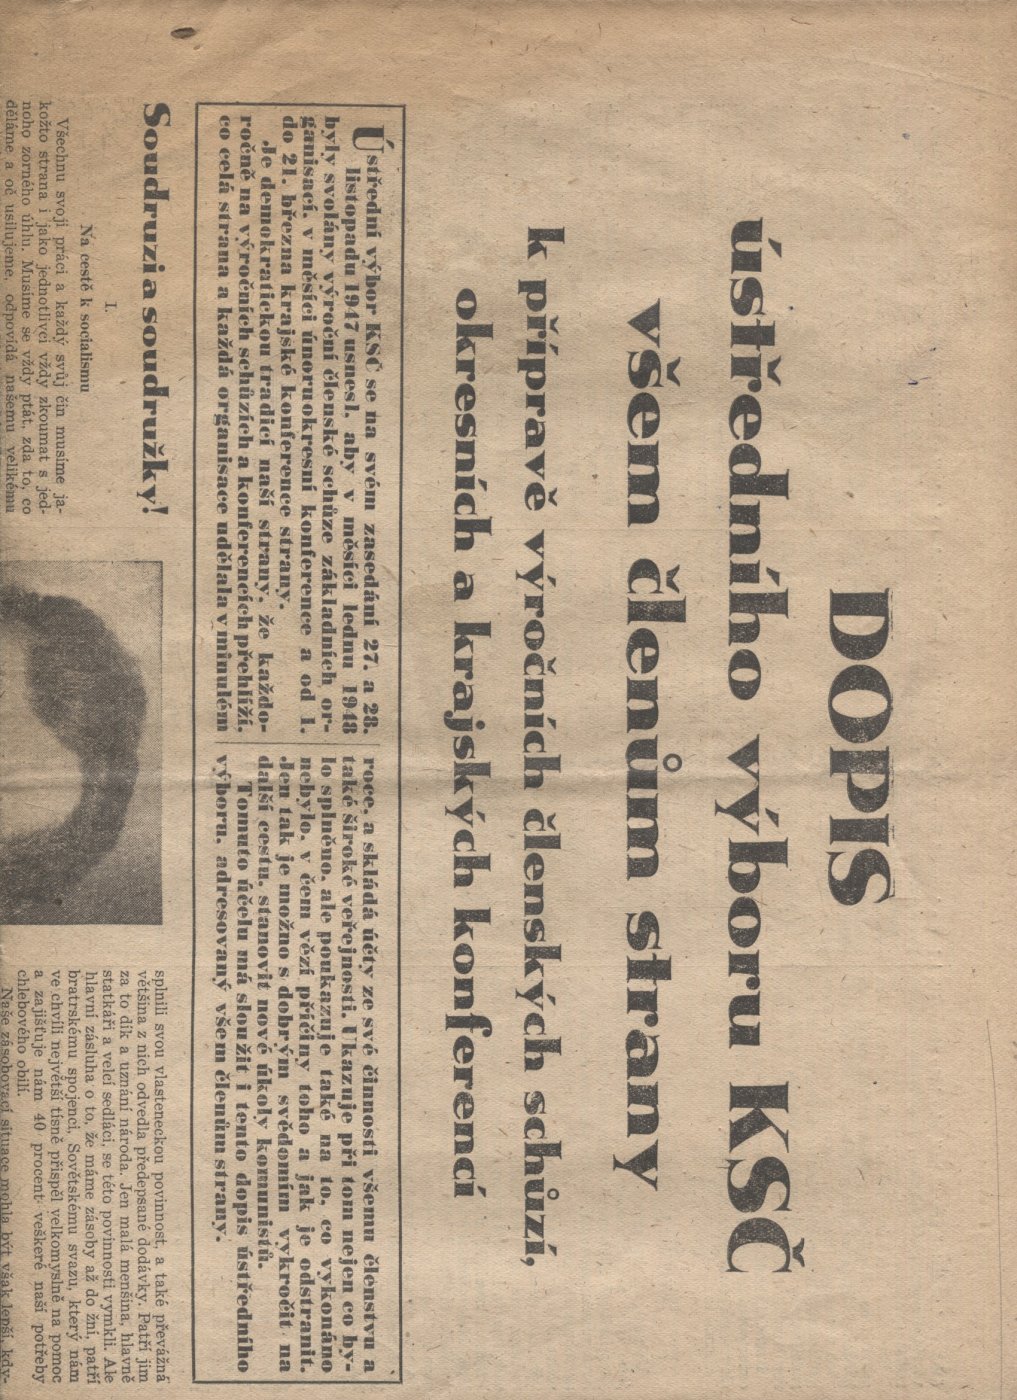 DOPIS
ústředního výboru KSČ
všem členům strany
k přípravě výročních členských schůzí,
okresních a krajských konferencí
Ústřední výbor KSČ se na svém zasedání 27. a 28.
listopadu 1947 usnesl, aby v měsíci lednu 1948
byly svolány výroční členské schůze základních or-
ganisací, v měsíci únoru okresní konference a od 1.
do 21. března krajské konference strany.
Je demokratickou tradicí naší strany, že každo-
ročně na výročních schůzích a konferencích přehlíží,
co celá strana a každá organisace udělala v minulém
roce, a skládá účty ze své činnosti všemu členstvu a
také široké veřejnosti. Ukazuje při tom nejen co by-
lo splněno, ale poukazuje také na to, co vykonáno
nebylo, v čem vězí příčiny toho a jak je odstranit.
Jen tak je možno s dobrým svědomím vykročit na
další cestu, stanovit nové úkoly komunistů.
Tomuto účelu má sloužit i tento dopis ústředního
výboru, adresovaný všem členům strany.
Soudruzi a soudružky!
I.
Na cestě k socialismu
Všechnu svoji práci a každý svůj čin musíme ja-
kožto strana i jako jednotlivci vždy zkoumat s jed-
noho zorného úhlu. Musíme se vždy ptát, zda to, co
děláme a oč usilujeme, odpovídá našemu velikému
splnili svou vlasteneckou povinnost, a také převážná
většina z nich odvedla předepsané dodávky. Patří jim
za to dík a uznání národa. Jen malá menšina, hlavně
statkáři a velcí sedláci, se této povinnosti vymkli. Ale
hlavní zásluha o to, že máme zásoby až do žní, patří
bratrskému spojenci, Sovětskému svazu, který nám
ve chvíli největší tísně přispěl velkomyslně na pomoc
a zajišťuje nám 40 procent veškeré naší potřeby
chlebového obilí.
Naše zásobovací situace mohla být však lepší, kdy-